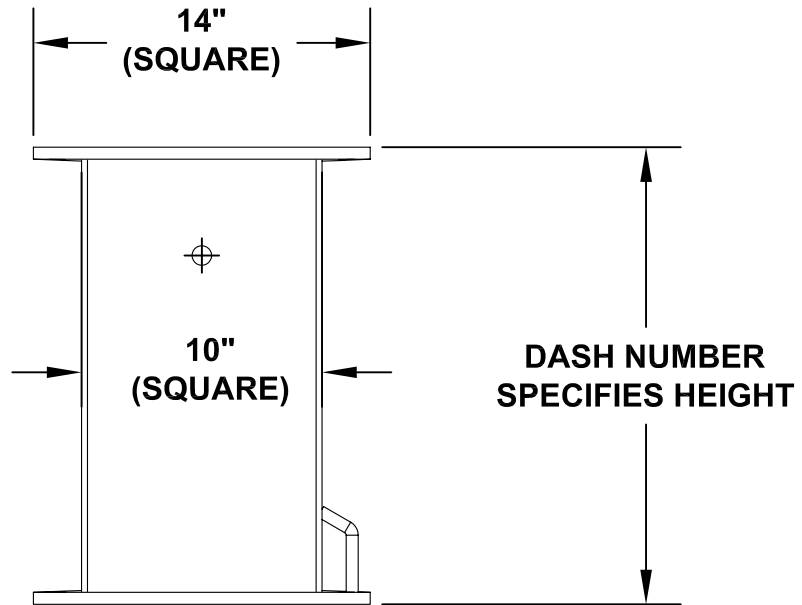 14"
(SQUARE)
10"
(SQUARE)
DASH NUMBER
SPECIFIES HEIGHT